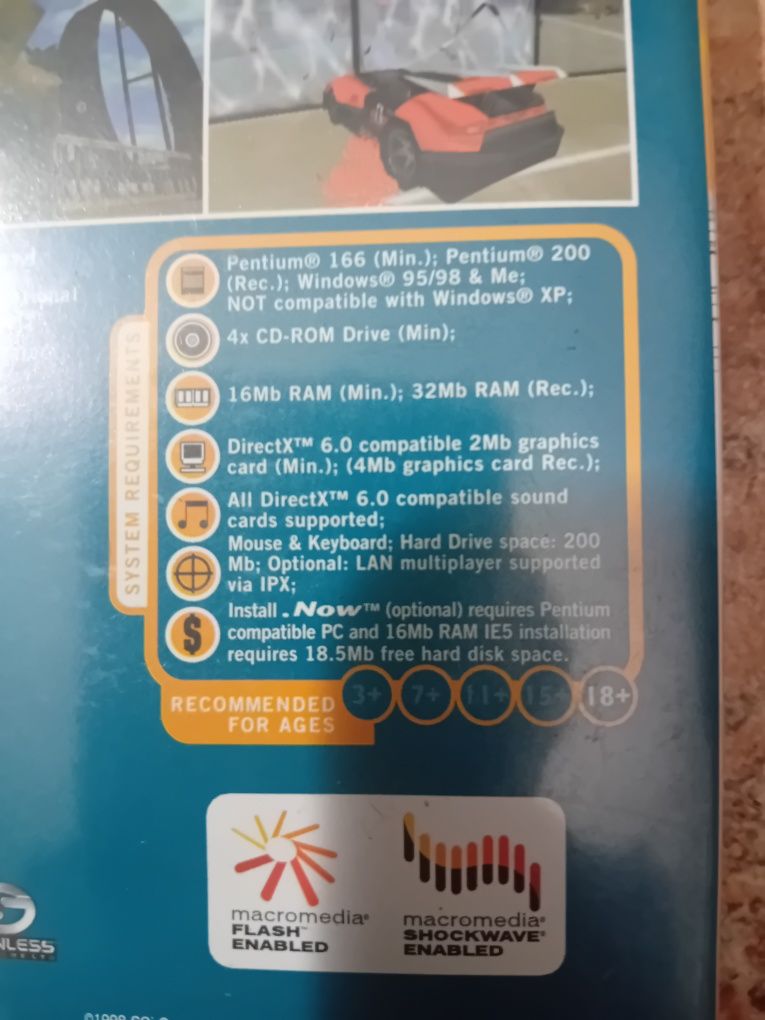 Pentium® 166 (Min.); Pentium® 200
(Rec.); Windows® 95/98 & Me;
NOT compatible with Windows® XP;
4x CD-ROM Drive (Min);
16Mb RAM (Min.); 32Mb RAM (Rec.);
DirectX™ 6.0 compatible 2Mb graphics
card (Min.); (4Mb graphics card Rec.);
All DirectX™ 6.0 compatible sound
cards supported;
Mouse & Keyboard; Hard Drive space: 200
Mb; Optional: LAN multiplayer supported
via IPX;
Install .Now™ (optional) requires Pentium
compatible PC and 16Mb RAM IE5 installation
requires 18.5Mb free hard disk space.
SYSTEM REQUIREMENTS
RECOMMENDED
FOR AGES
3+ 7+ 11+ 15+ 18+
macromedia®
FLASH™
ENABLED
macromedia®
SHOCKWAVE®
ENABLED